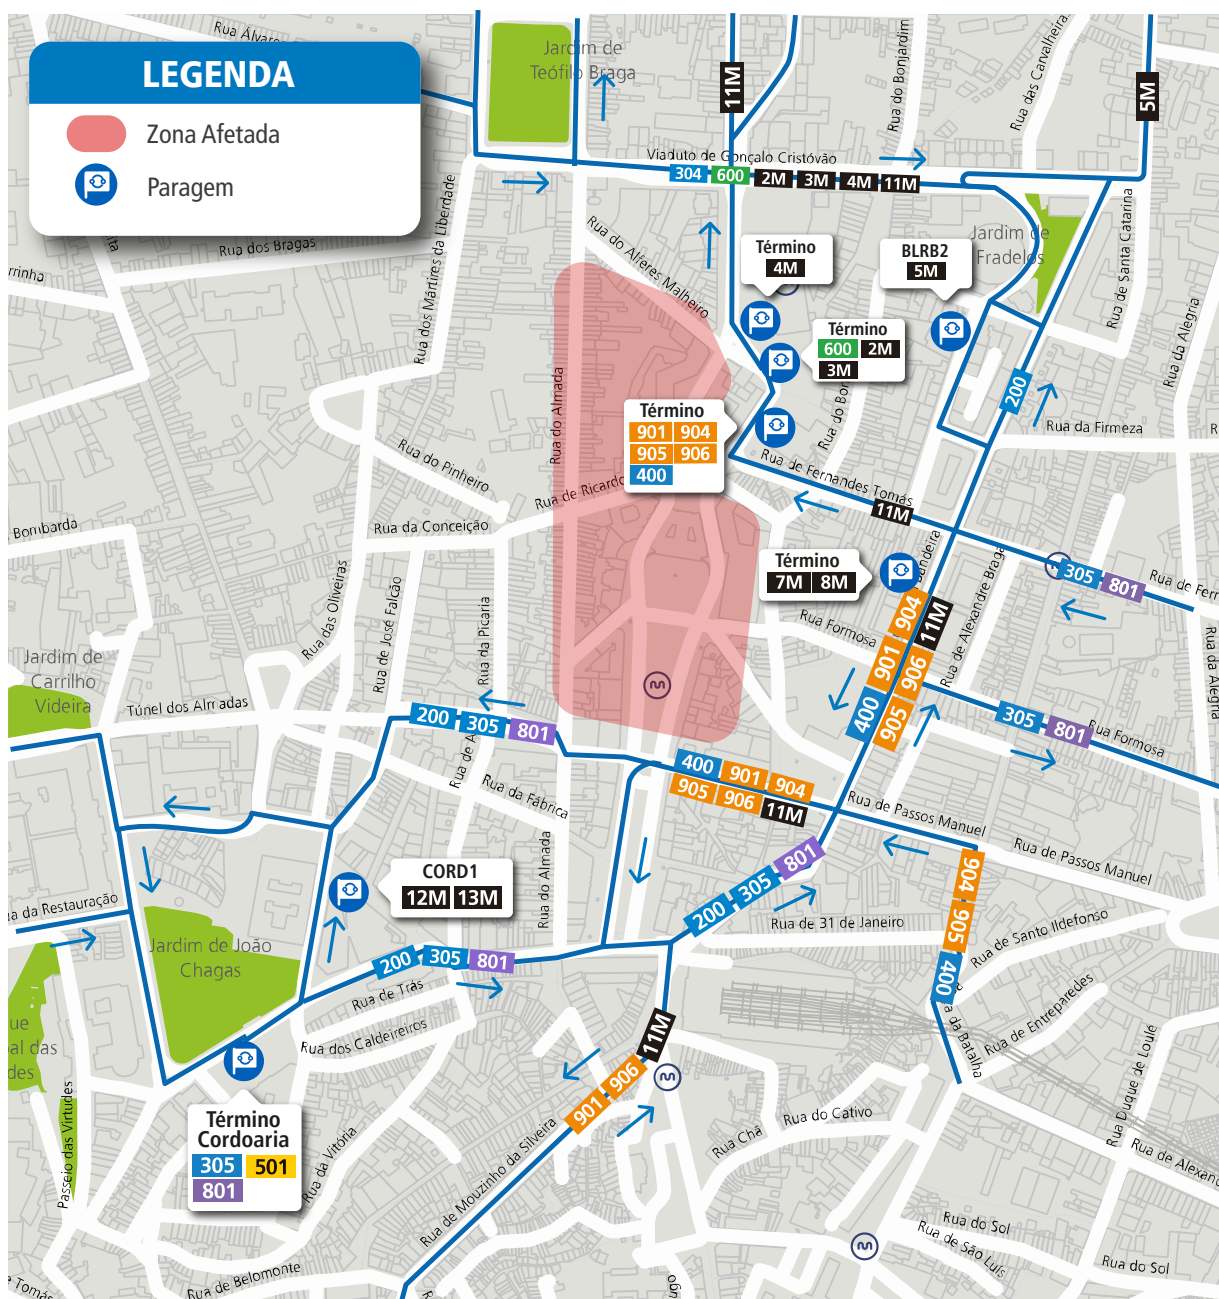 Rua Álvares
LEGENDA
Zona Afetada
Paragem
Jardim de
Teófilo Braga
11M
Rua do Bonjardim
Rua das Carvalheiras
5M
Viaduto de Gonçalo Cristóvão
304 600 2M 3M 4M 11M
Rua dos Bragas
Rua dos Mártires da Liberdade
Rua do Alferes Malheiro
Término
4M
BLRB2
5M
Jardim de
Fradelos
Rua de Santa Catarina
Rua da Alegria
Término
600 2M
3M
200
Rua do Almada
Término
901 904
905 906
400
Rua da Firmeza
Rua do Pinheiro
Rua de Ricardo
Rua de Fernandes Tomás
11M
Rua da Conceição
Bombarda
Rua das Oliveiras
Rua de José Falcão
Rua da Picaria
Término
7M 8M
Bandeira
305 801
Rua de Alexandre Braga
Rua da Alegria
904
11M
Rua Formosa
901
906
400
905
305 801
Rua Formosa
Jardim de
Carrilho
Videira
Túnel dos Almadas
200 305 801
400 901 904
905 906 11M
Rua da Fábrica
Rua de Passos Manuel
Rua de Passos Manuel
Rua do Almada
CORD1
12M 13M
200 305 801
904
905
400
Rua da Restauração
Jardim de João
Chagas
Rua de 31 de Janeiro
Rua de Santo Ildefonso
200 305 801
Rua de Trás
Rua dos Caldeireiros
Rua de Entreparedes
da Batalha
11M
906
901
Rua de Mouzinho da Silveira
Passeio das Virtudes
Término
Cordoaria
305 501
801
Rua da Vitória
Rua do Cativo
Rua Chã
Rua Duque de Loulé
Rua do Sol
Rua de São Luís
Rua do Sol
Rua de Belomonte